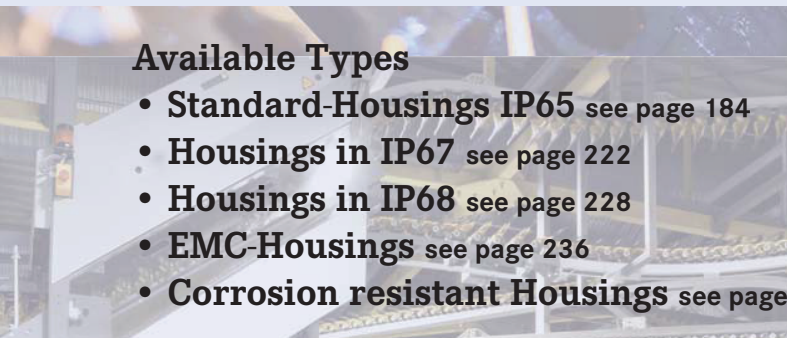 Available Types
• Standard-Housings IP65 see page 184
• Housings in IP67 see page 222
• Housings in IP68 see page 228
• EMC-Housings see page 236
• Corrosion resistant Housings see page